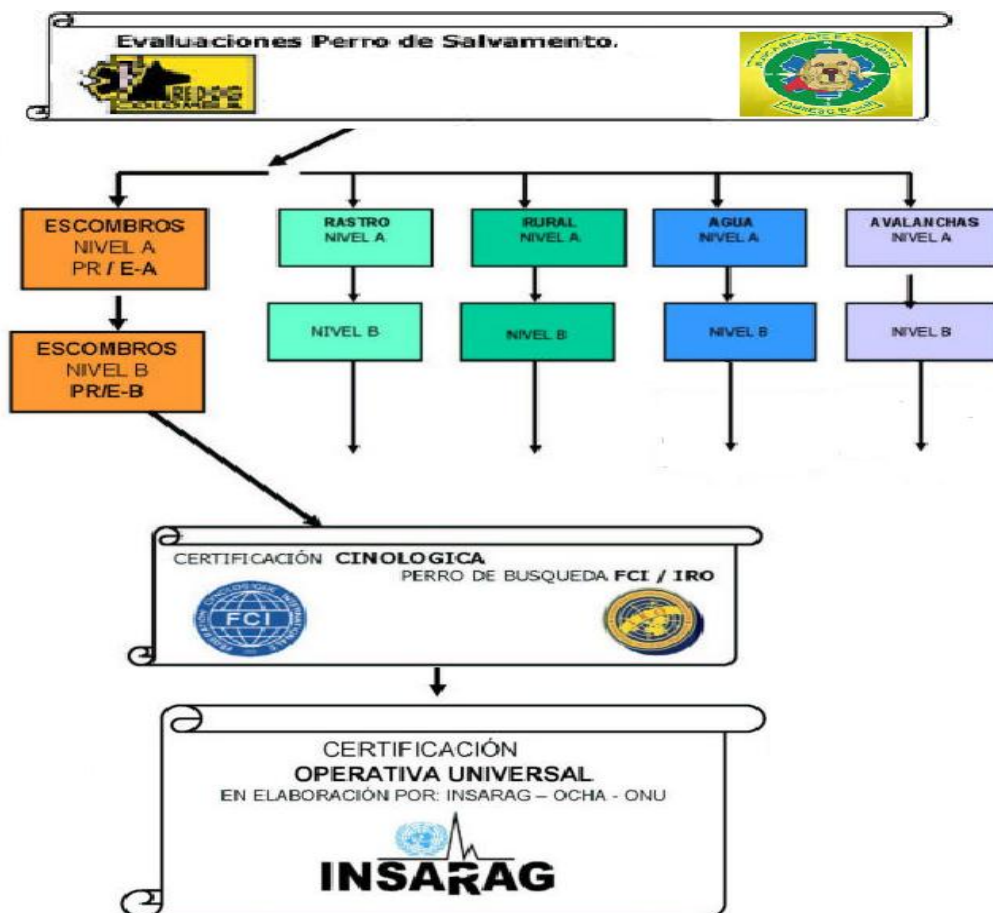 Evaluaciones Perro de Salvamento.
COLOMBIA
ESCOMBROS
NIVEL A
PR / E-A
RASTRO
NIVEL A
RURAL
NIVEL A
AGUA
NIVEL A
AVALANCHAS
NIVEL A
ESCOMBROS
NIVEL B
PR/E-B
NIVEL B
NIVEL B
NIVEL B
NIVEL B
CERTIFICACIÓN CINOLOGICA
PERRO DE BUSQUEDA FCI / IRO
FCI
CERTIFICACIÓN
OPERATIVA UNIVERSAL
EN ELABORACIÓN POR: INSARAG – OCHA - ONU
INSARAG